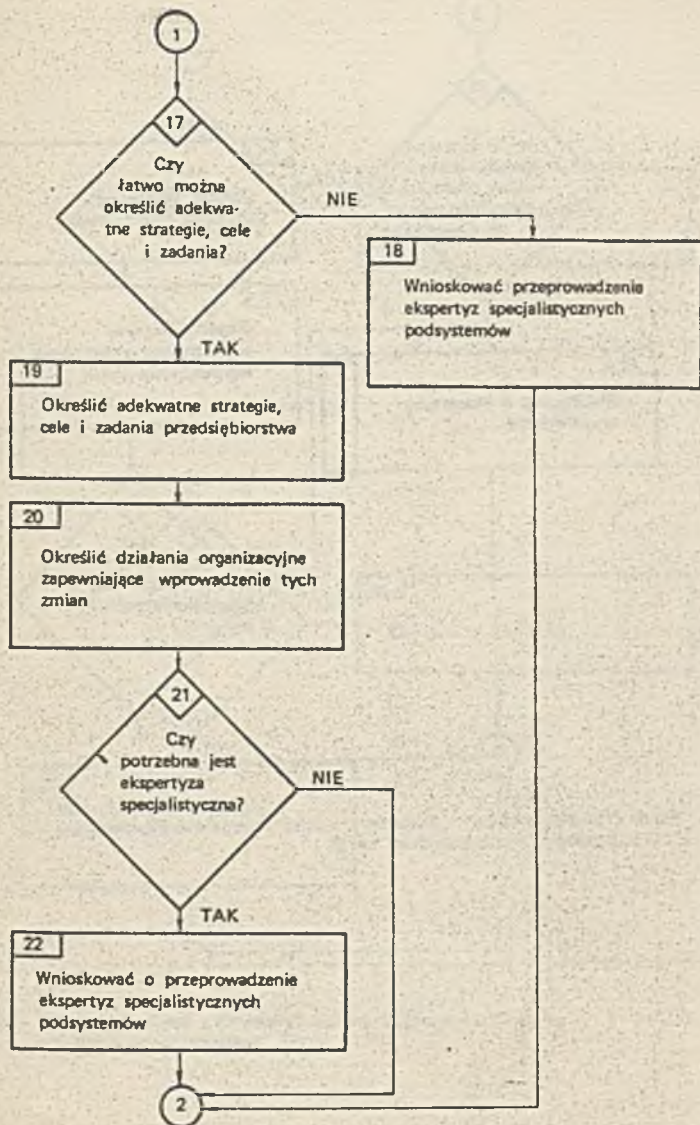 1
17
Czy
łatwo można
określić adekwa-
tne strategie, cele
i zadania?
NIE
18
Wnioskować przeprowadzenie
ekspertyz specjalistycznych
podsystemów
TAK
19
Określić adekwatne strategie,
cele i zadania przedsiębiorstwa
20
Określić działania organizacyjne
zapewniające wprowadzenie tych
zmian
21
Czy
potrzebna jest
ekspertyza
specjalistyczna?
NIE
TAK
22
Wnioskować o przeprowadzenie
ekspertyz specjalistycznych
podsystemów
2